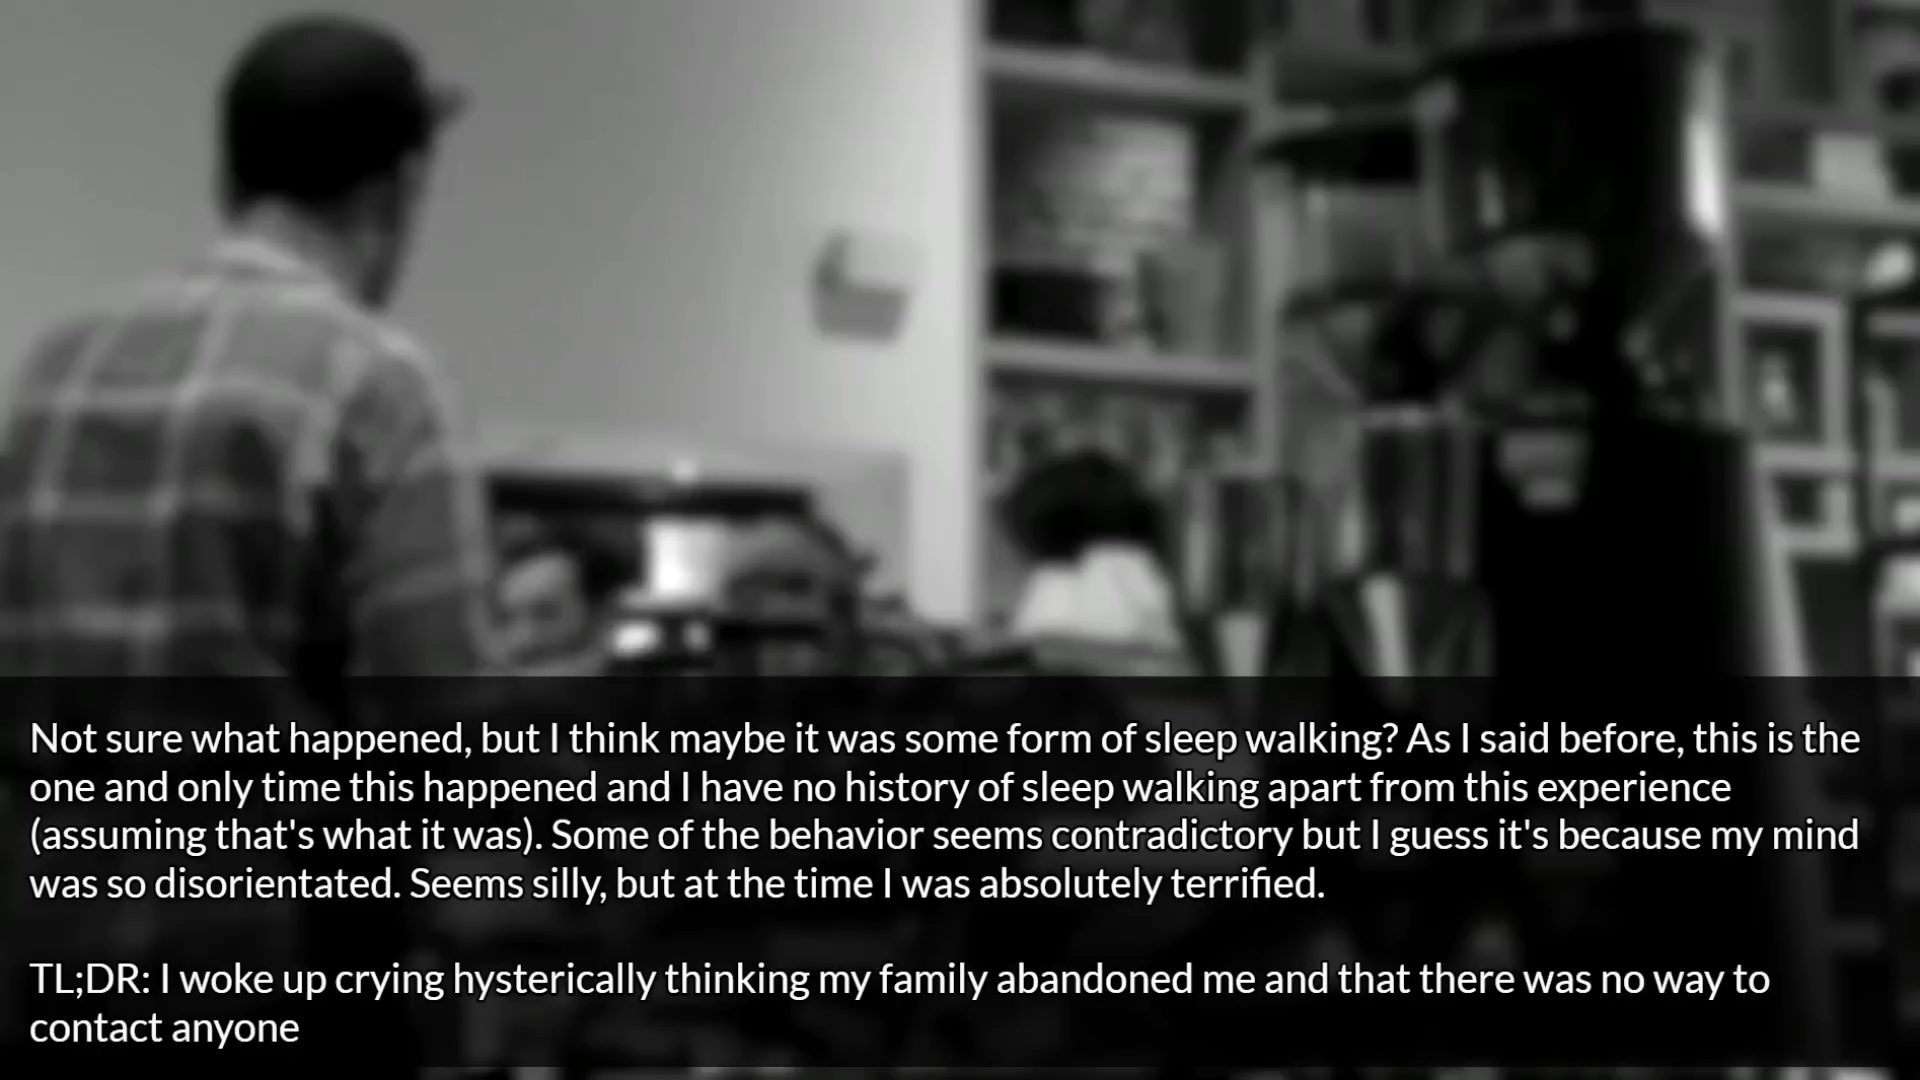 Not sure what happened, but I think maybe it was some form of sleep walking? As I said before, this is the
one and only time this happened and I have no history of sleep walking apart from this experience
(assuming that's what it was). Some of the behavior seems contradictory but I guess it's because my mind
was so disorientated. Seems silly, but at the time I was absolutely terrified.
TL;DR: I woke up crying hysterically thinking my family abandoned me and that there was no way to
contact anyone